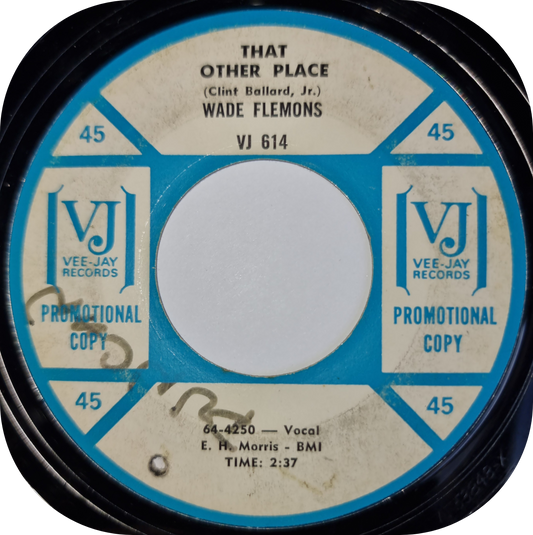 THAT
OTHER PLACE
(Clint Ballard, Jr.)
WADE FLEMONS
VJ 614
45
45
VJ
VEE-JAY
RECORDS
PROMOTIONAL
COPY
VJ
VEE-JAY
RECORDS
PROMOTIONAL
COPY
45
45
64-4250 — Vocal
E. H. Morris - BMI
TIME: 2:37